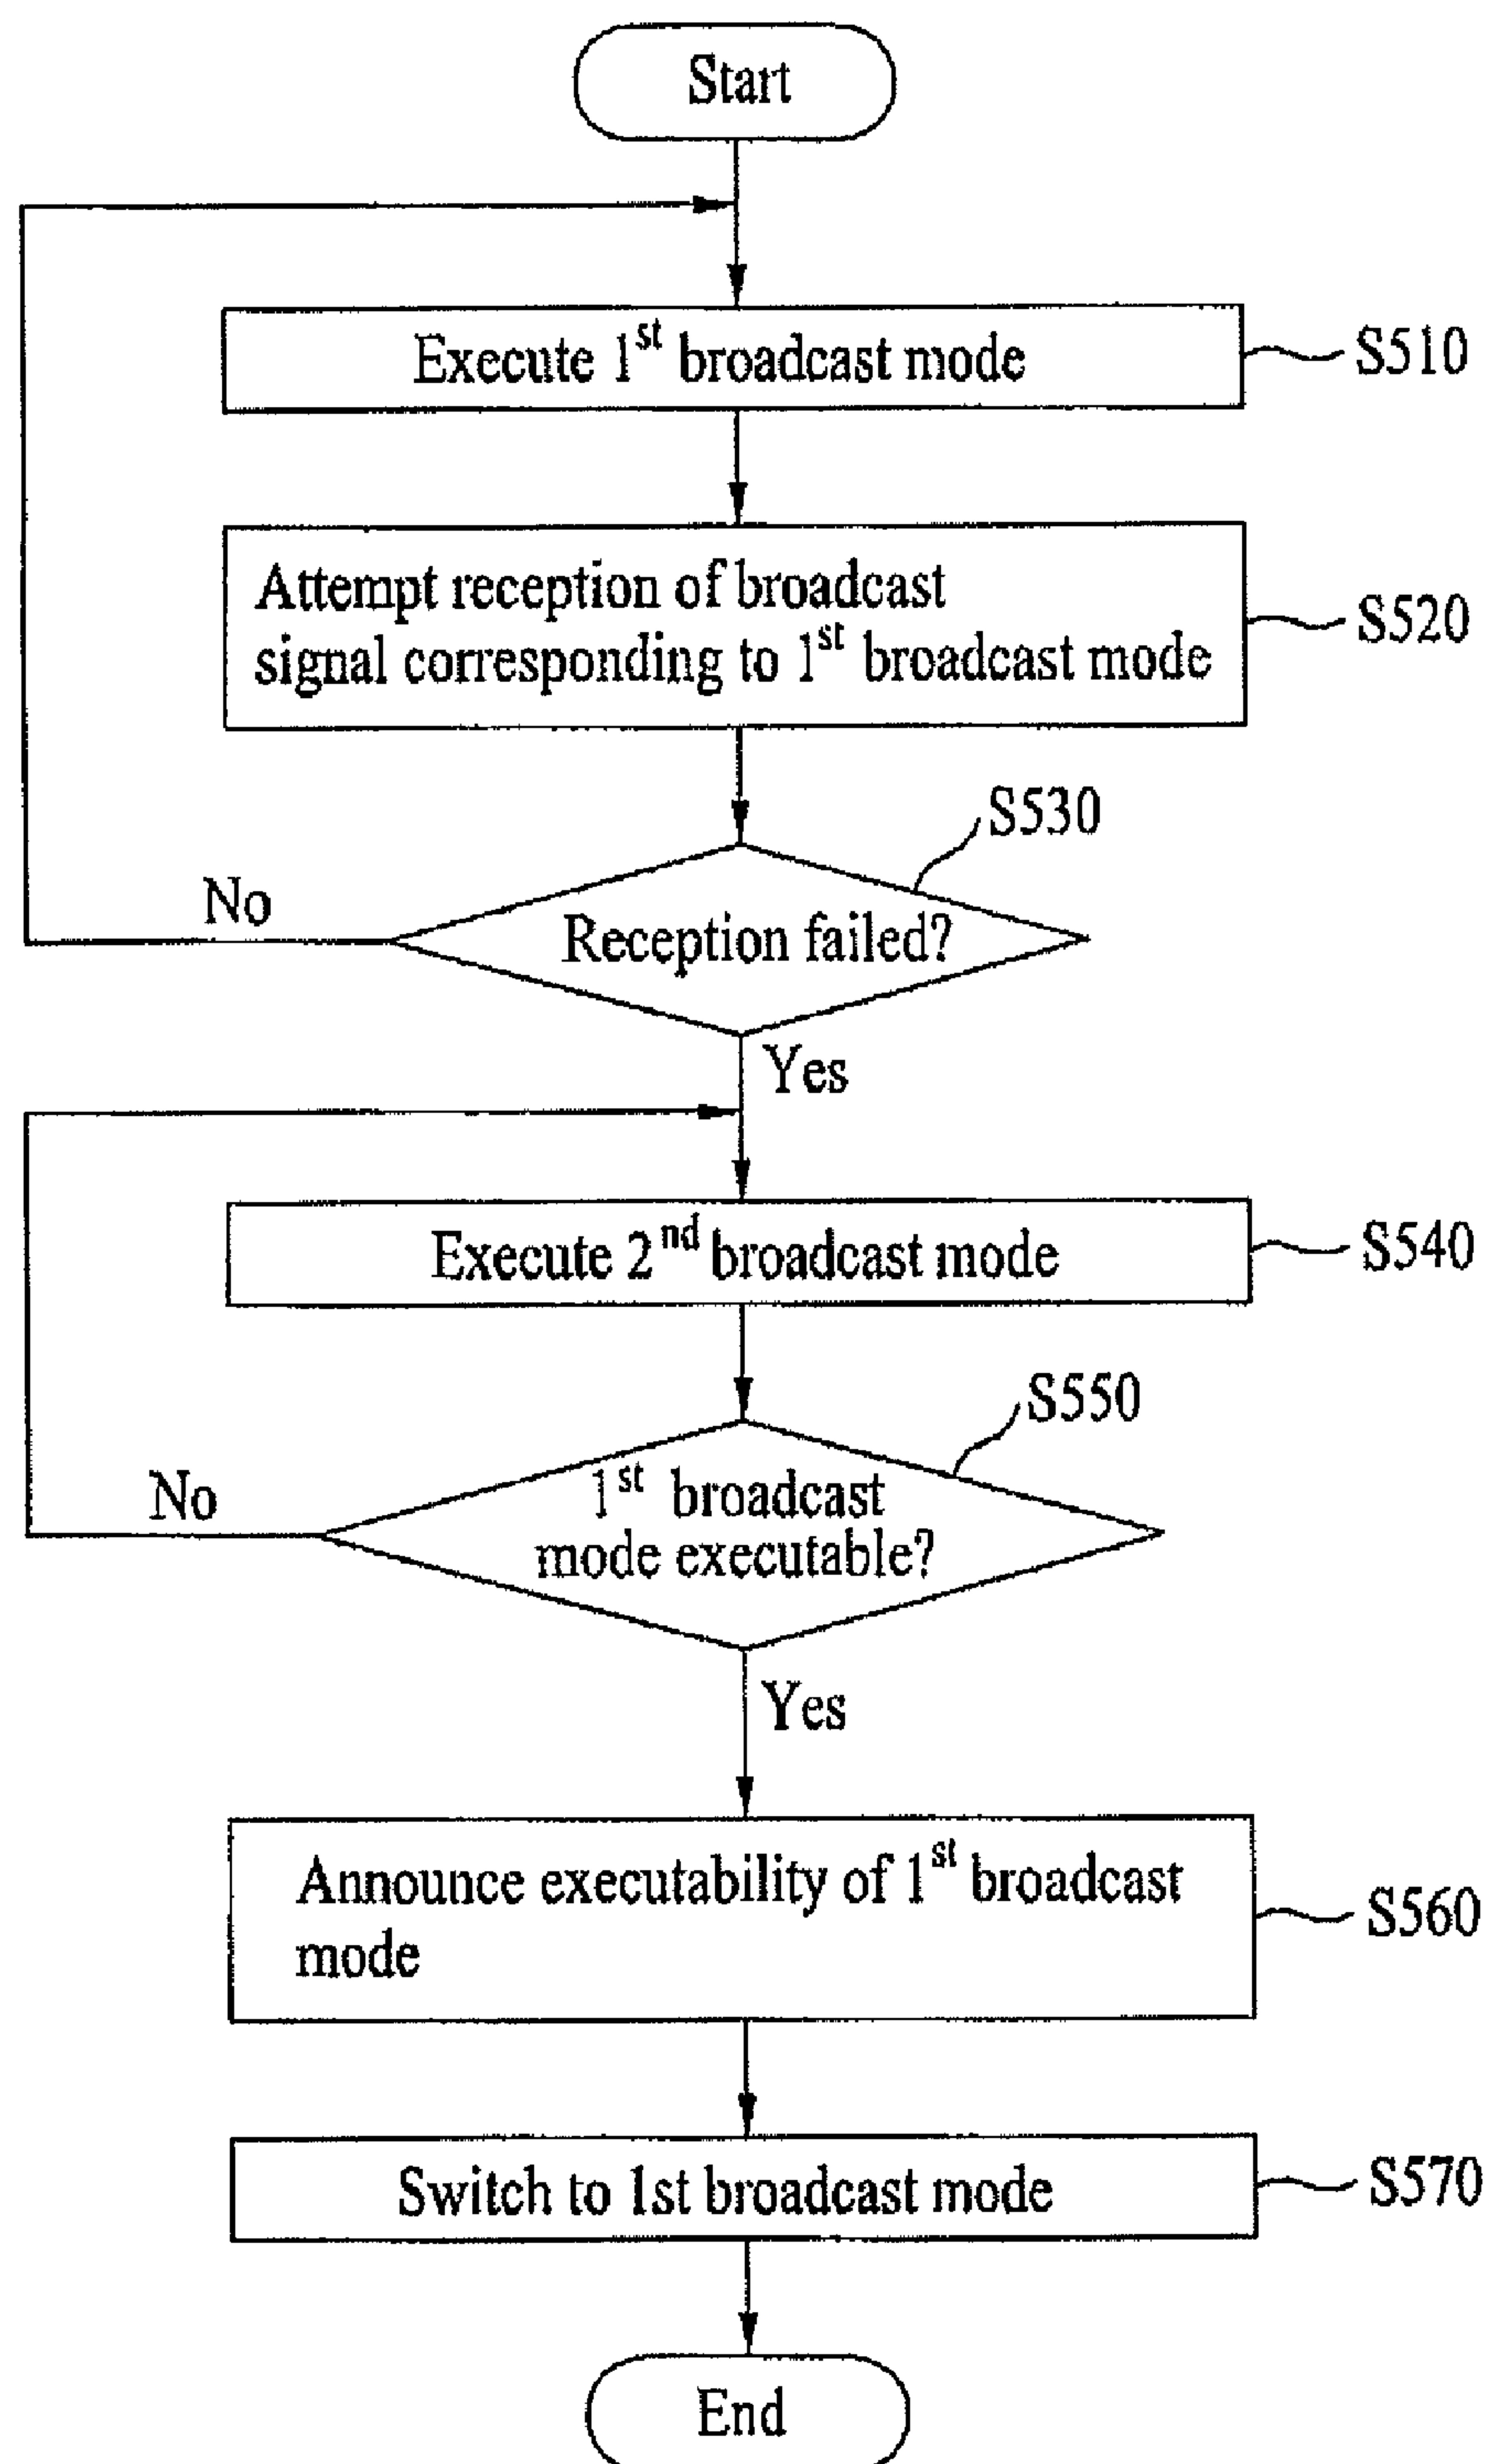 Start
Execute 1st broadcast mode
S510
Attempt reception of broadcast
signal corresponding to 1st broadcast mode
S520
S530
Reception failed?
No
Yes
Execute 2nd broadcast mode
S540
S550
1st broadcast
mode executable?
No
Yes
Announce executability of 1st broadcast
mode
S560
Switch to 1st broadcast mode
S570
End